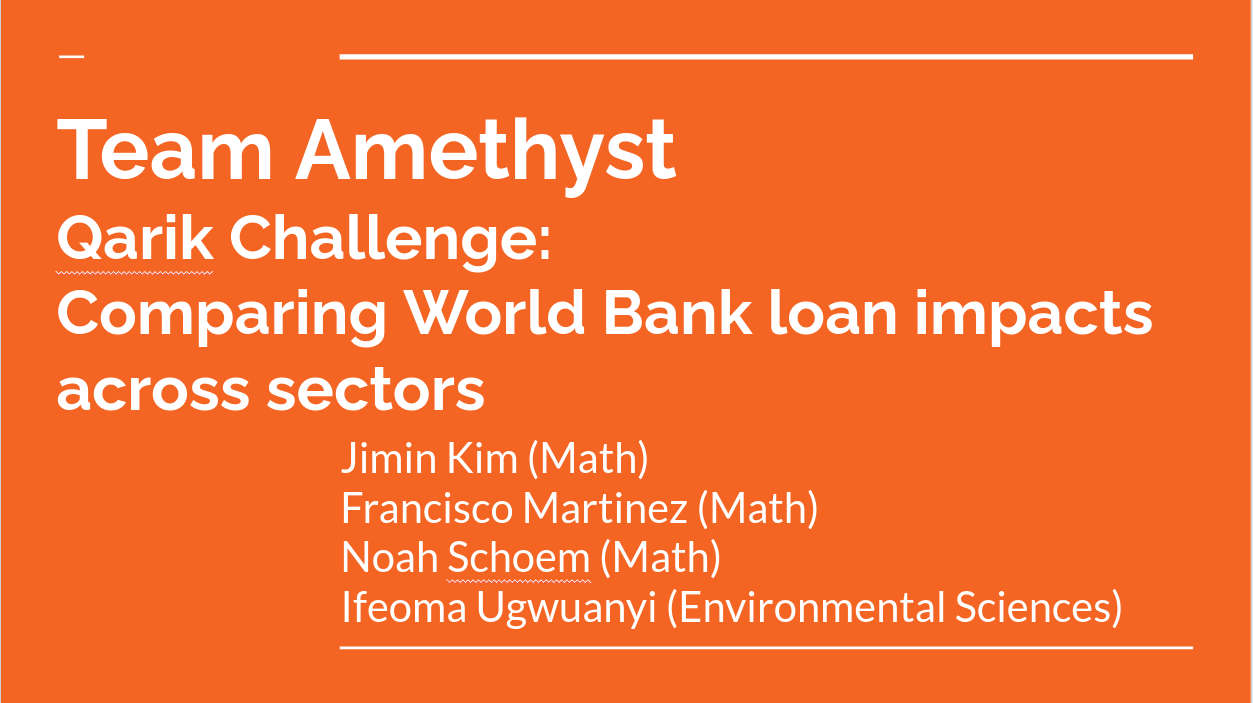 Team Amethyst
Qarik Challenge:
Comparing World Bank loan impacts
across sectors
Jimin Kim (Math)
Francisco Martinez (Math)
Noah Schoem (Math)
Ifeoma Ugwuanyi (Environmental Sciences)